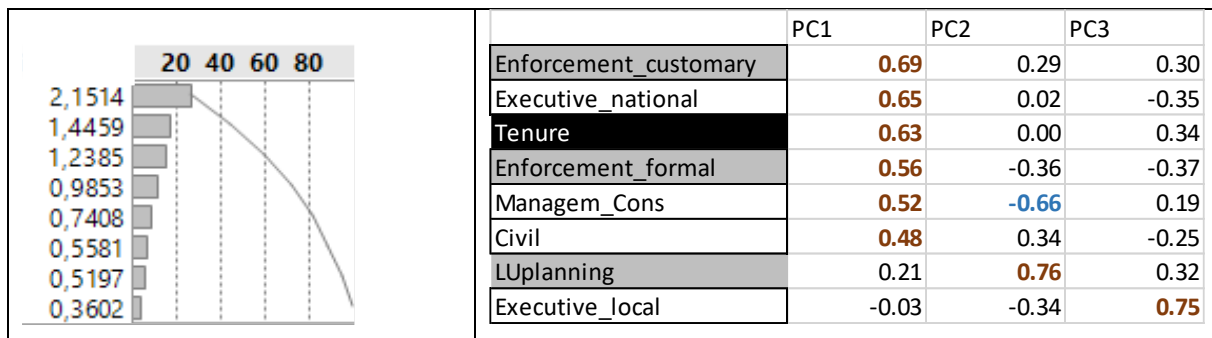 20 40 60 80
2,1514
1,4459
1,2385
0,9853
0,7408
0,5581
0,5197
0,3602
PC1 PC2 PC3
Enforcement_customary 0.69 0.29 0.30
Executive_national 0.65 0.02 -0.35
Tenure 0.63 0.00 0.34
Enforcement_formal 0.56 -0.36 -0.37
Managem_Cons 0.52 -0.66 0.19
Civil 0.48 0.34 -0.25
LUplanning 0.21 0.76 0.32
Executive_local -0.03 -0.34 0.75